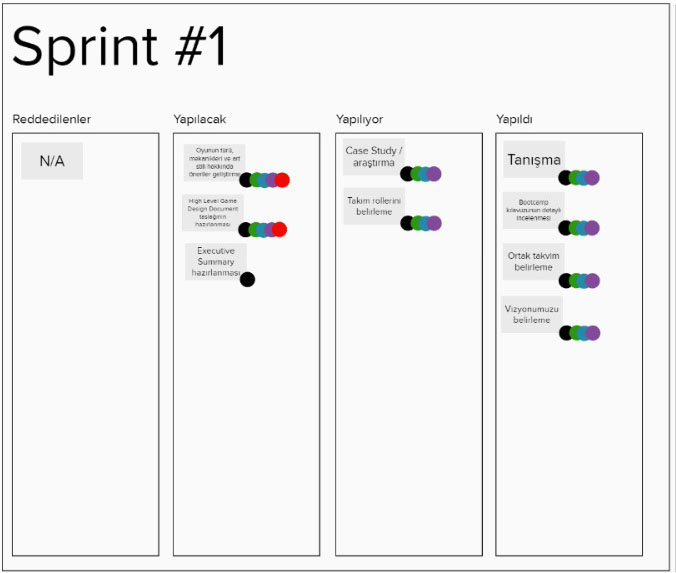 Sprint #1
Reddedilenler
N/A
Yapılacak
Oyunun türü,
mekanikleri ve art
stili hakkında
öneriler geliştirme
High Level Game
Design Document
taslağının
hazırlanması
Executive
Summary
hazırlanması
Yapılıyor
Case Study /
araştırma
Takım rollerini
belirleme
Yapıldı
Tanışma
Bootcamp
kılavuzunun detaylı
incelenmesi
Ortak takvim
belirleme
Vizyonumuzu
belirleme